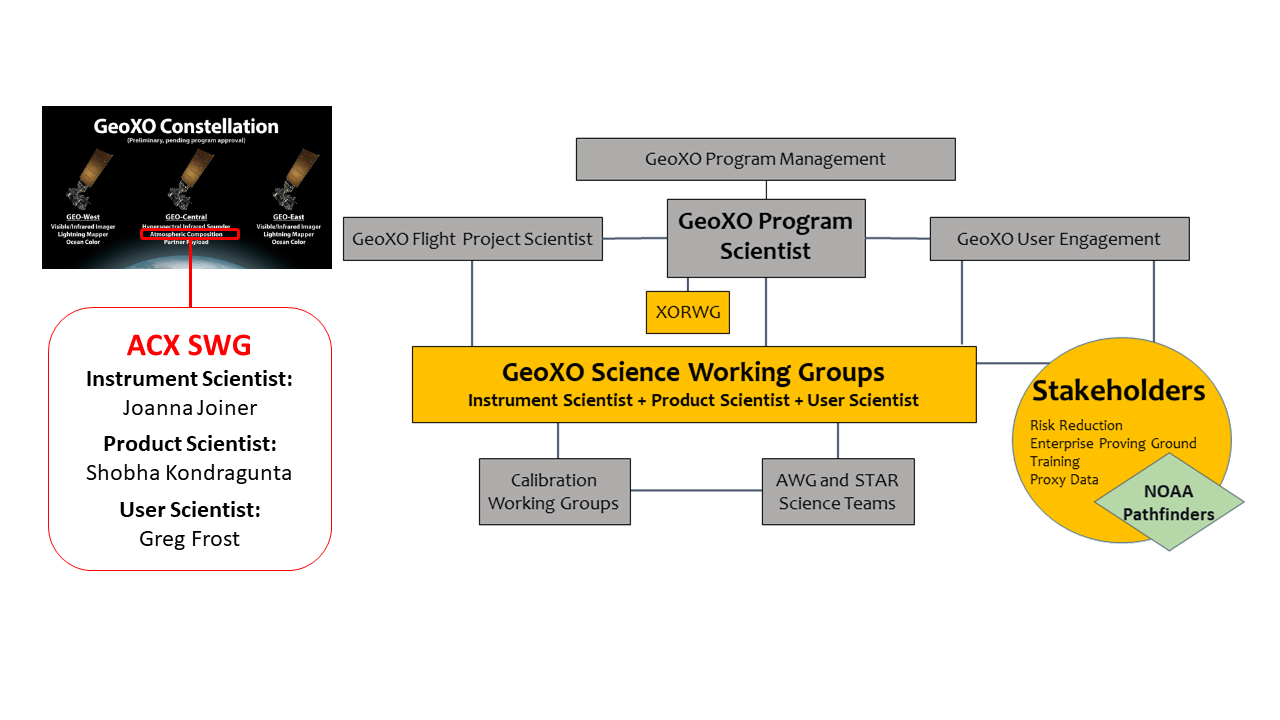 GeoXO Constellation
(Preliminary, pending program approval)
GEO-West
Visible/Infrared Imager
Lightning Mapper
Ocean Color
GEO-Central
Hyperspectral Infrared Sounder
Atmospheric Composition
Partner Payload
GEO-East
Visible/Infrared Imager
Lightning Mapper
Ocean Color
ACX SWG
Instrument Scientist:
Joanna Joiner
Product Scientist:
Shobha Kondragunta
User Scientist:
Greg Frost
GeoXO Program Management
GeoXO Flight Project Scientist
GeoXO Program
Scientist
GeoXO User Engagement
XORWG
GeoXO Science Working Groups
Instrument Scientist + Product Scientist + User Scientist
Calibration
Working Groups
AWG and STAR
Science Teams
Stakeholders
Risk Reduction
Enterprise Proving Ground
Training
Proxy Data
NOAA
Pathfinders